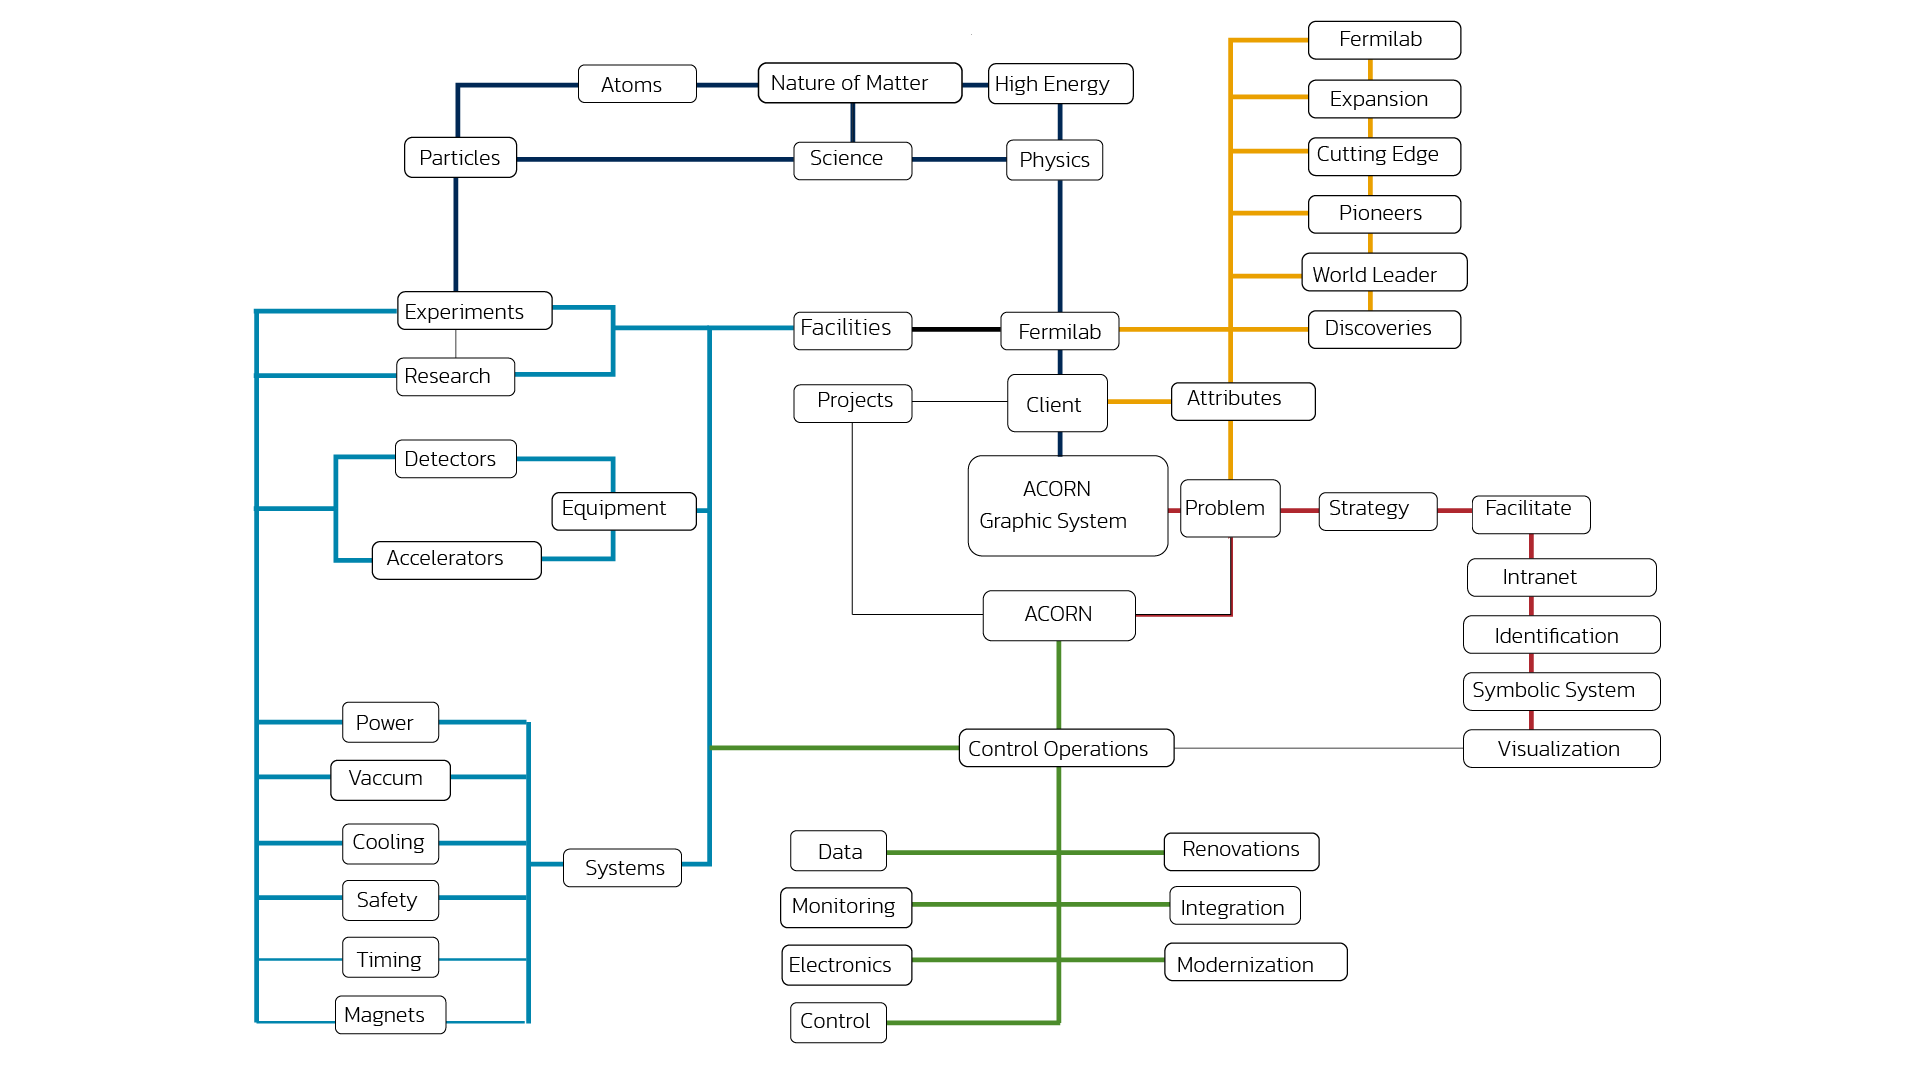 Fermilab
Atoms
Nature of Matter
High Energy
Expansion
Particles
Science
Physics
Cutting Edge
Pioneers
World Leader
Experiments
Facilities
Fermilab
Discoveries
Research
Projects
Client
Attributes
Detectors
ACORN
Graphic System
Equipment
Problem
Strategy
Facilitate
Accelerators
Intranet
ACORN
Identification
Symbolic System
Power
Control Operations
Visualization
Vaccum
Cooling
Data
Renovations
Systems
Safety
Monitoring
Integration
Timing
Electronics
Modernization
Magnets
Control